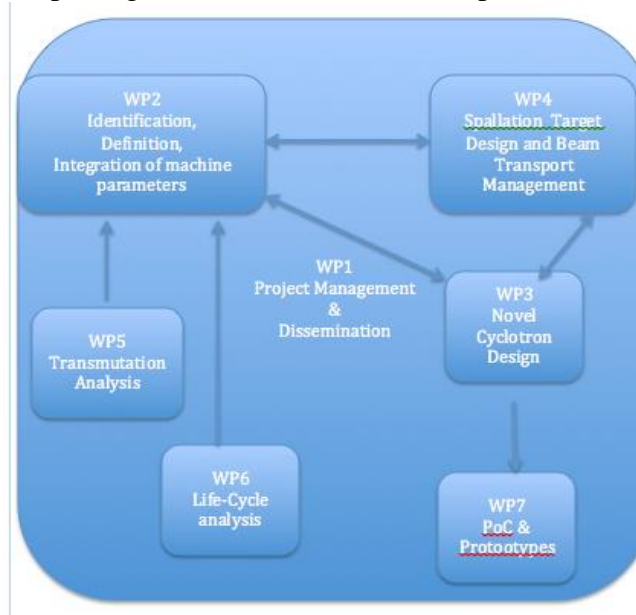 WP2
Identification,
Definition,
Integration of machine
parameters
WP4
Spallation Target
Design and Beam
Transport
Management
WP1
Project Management
&
Dissemination
WP3
Novel
Cyclotron
Design
WP5
Transmutation
Analysis
WP6
Life-Cycle
analysis
WP7
PoC &
Protootypes